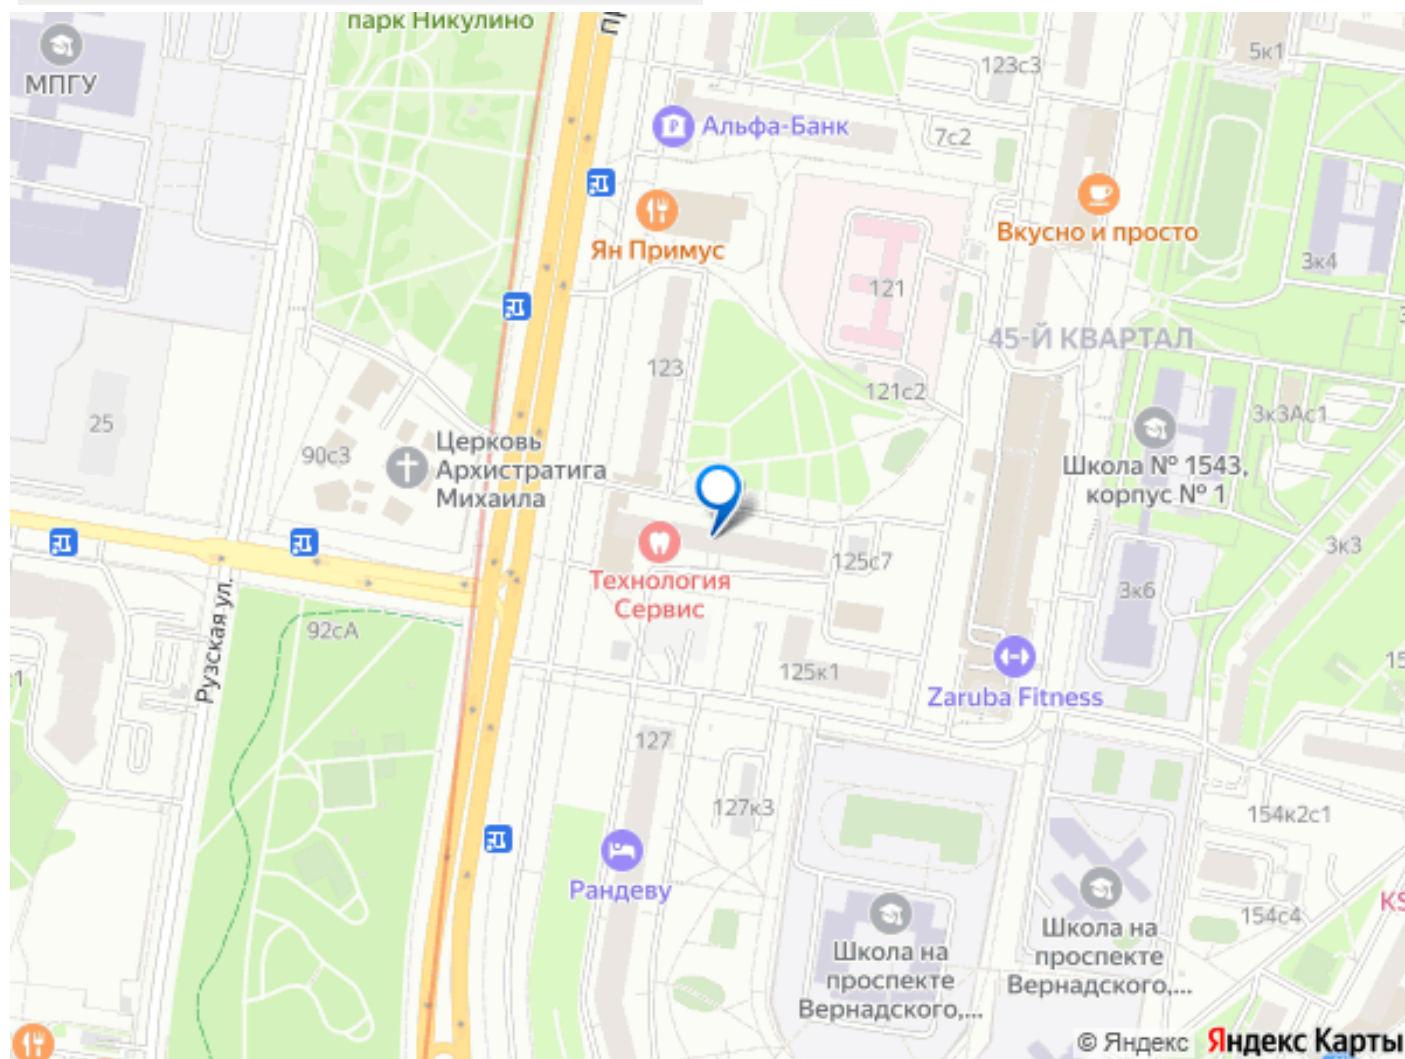 парк Никулино
МПГУ
5к1
123с3
Альфа-Банк
7с2
Вкусно и просто
Ян Примус
3к4
121
45-Й КВАРТАЛ
123
121с2
3к3Ас1
25
90с3
Церковь
Архистратига
Михаила
Школа № 1543,
корпус № 1
3к3
125с7
Технология
Сервис
3к6
92сА
Рузская ул.
125к1
Zaruba Fitness
127
127к3
154к2с1
Рандеву
154с4
Школа на
проспекте
Вернадского,...
Школа на
проспекте
Вернадского,...
© Яндекс Яндекс Карты